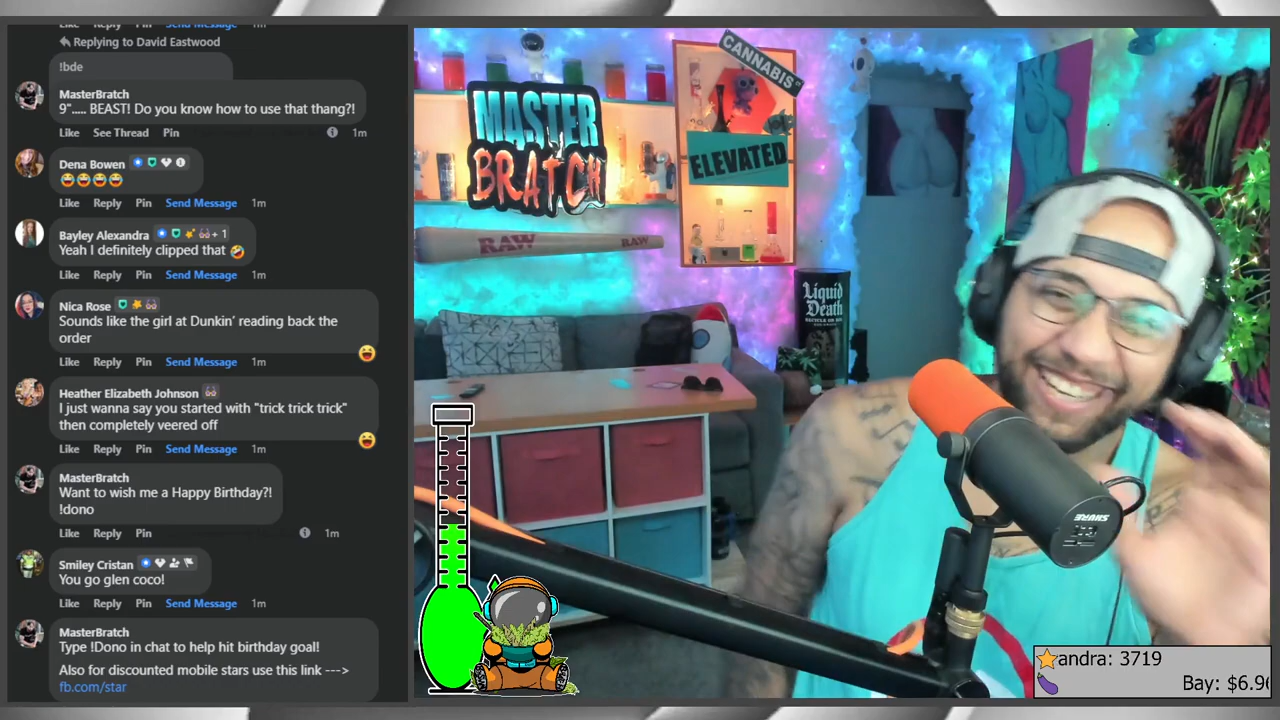 Like Reply Pin Send Message 1m
Replying to David Eastwood
!bde
MasterBratch
9"..... BEAST! Do you know how to use that thang?!
Like See Thread Pin 1m
Dena Bowen
Like Reply Pin Send Message 1m
Bayley Alexandra + 1
Yeah I definitely clipped that 🤣
Like Reply Pin Send Message 1m
Nica Rose
Sounds like the girl at Dunkin' reading back the
order
Like Reply Pin Send Message 1m
Heather Elizabeth Johnson
I just wanna say you started with "trick trick trick"
then completely veered off
Like Reply Pin Send Message 1m
MasterBratch
Want to wish me a Happy Birthday?!
!dono
Like Reply Pin 1m
Smiley Cristan
You go glen coco!
Like Reply Pin Send Message 1m
MasterBratch
Type !Dono in chat to help hit birthday goal!
Also for discounted mobile stars use this link --->
fb.com/star
MASTER
BRATCH
CANNABIS
ELEVATED
RAW RAW
Liquid
Death
SHURE
andra: 3719
Bay: $6.9